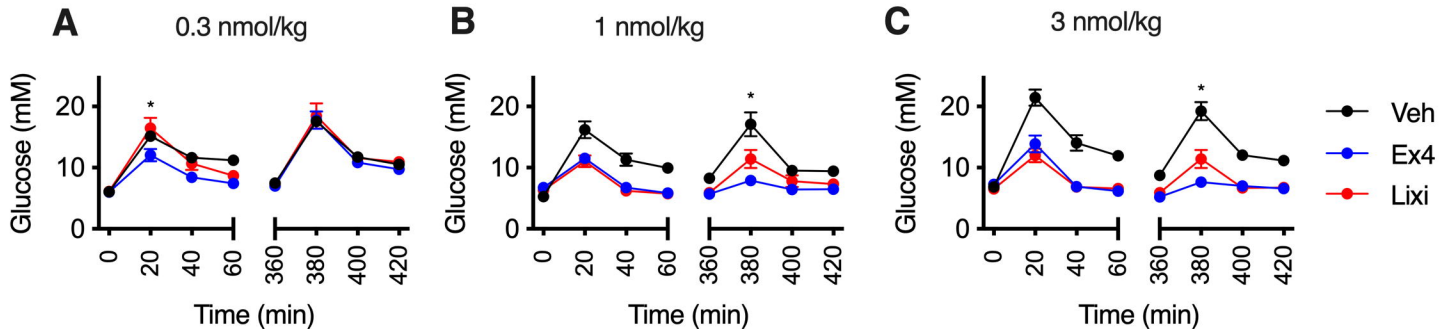 A 0.3 nmol/kg
Glucose (mM)
20
10
0
*
0 20 40 60 360 380 400 420
Time (min)
B 1 nmol/kg
Glucose (mM)
20
10
0
*
0 20 40 60 360 380 400 420
Time (min)
C 3 nmol/kg
Glucose (mM)
20
10
0
*
0 20 40 60 360 380 400 420
Time (min)
Veh
Ex4
Lixi